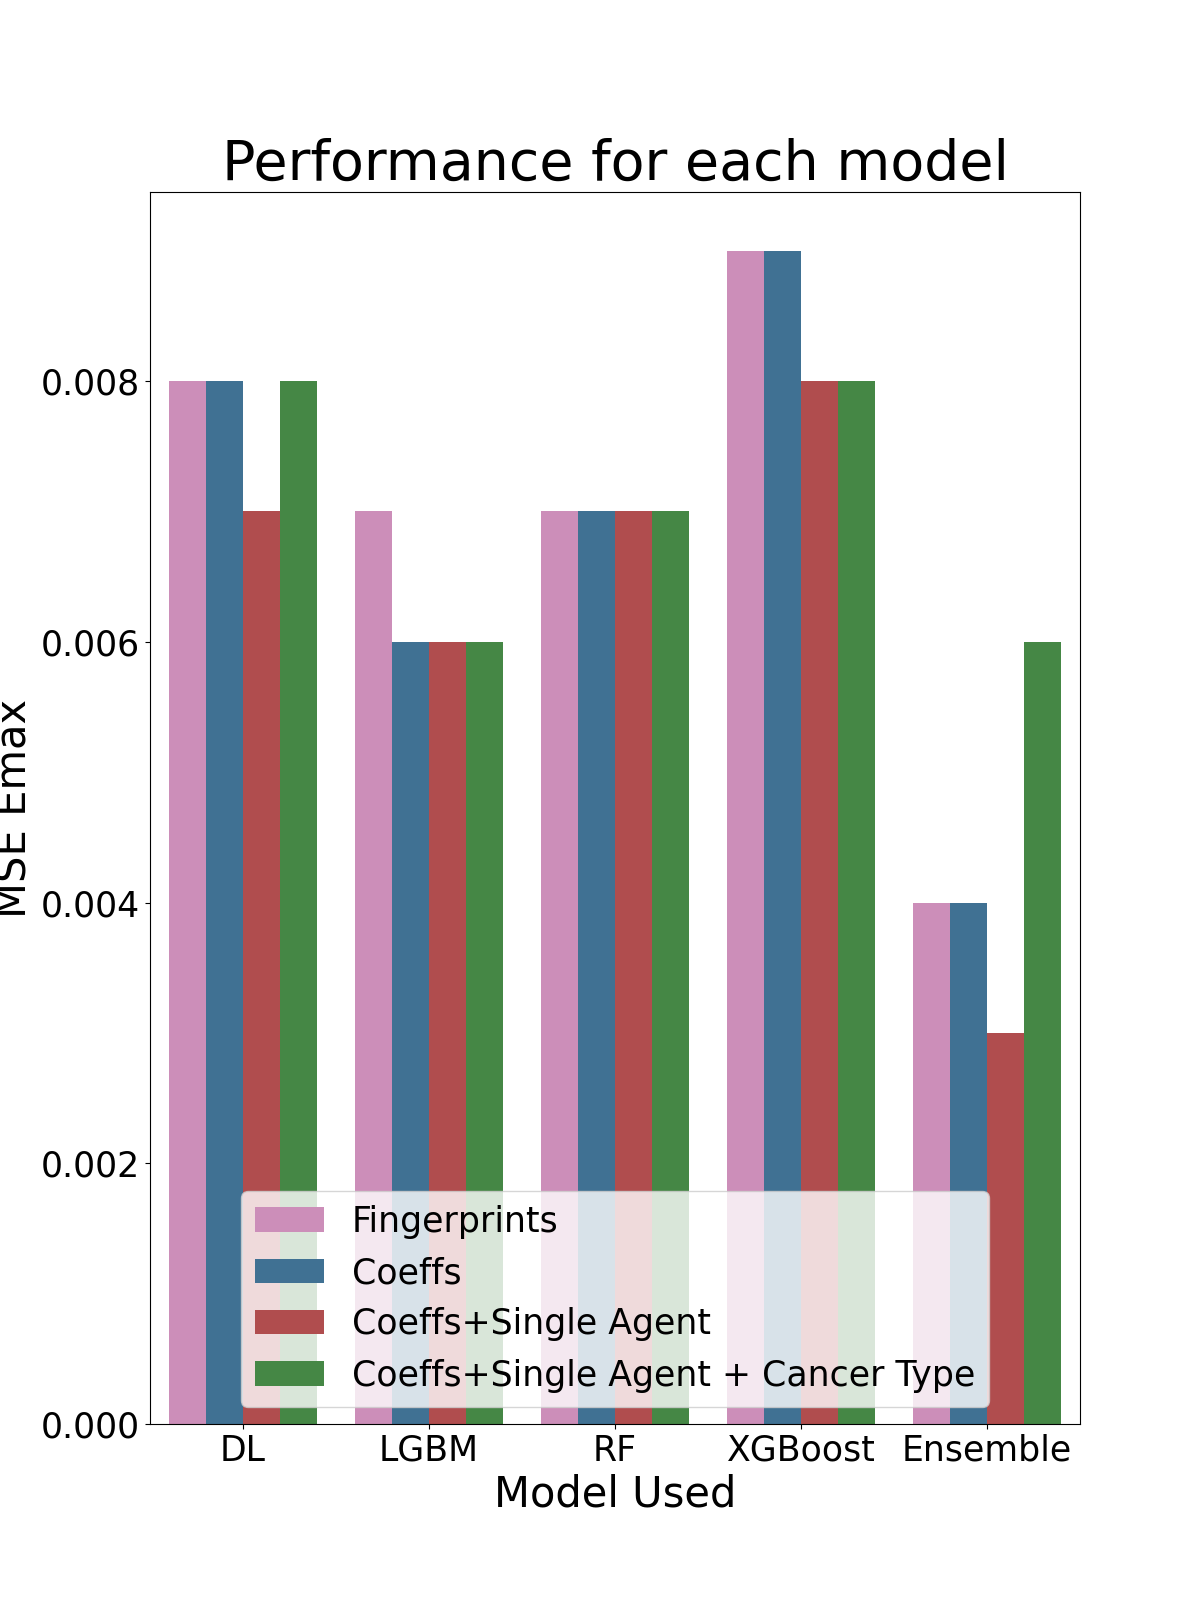 Performance for each model
MSE Emax
0.008
0.006
0.004
0.002
0.000
Fingerprints
Coeffs
Coeffs+Single Agent
Coeffs+Single Agent + Cancer Type
DL LGBM RF XGBoost Ensemble
Model Used